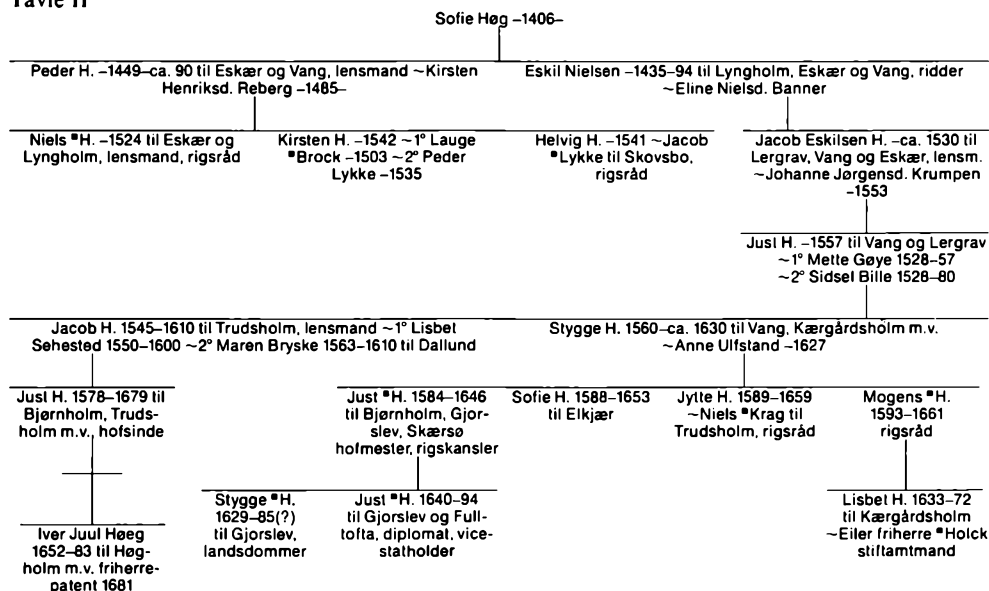 Tavle II
Sofie Høg –1406–
Peder H. –1449–ca. 90 til Eskær og Vang, lensmand ~Kirsten
Henriksd. Reberg –1485–
Eskil Nielsen –1435–94 til Lyngholm, Eskær og Vang, ridder
~Eline Nielsd. Banner
Niels *H. –1524 til Eskær og
Lyngholm, lensmand, rigsråd
Kirsten H. –1542 ~1° Lauge
*Brock –1503 ~2° Peder
Lykke –1535
Helvig H. –1541 ~Jacob
*Lykke til Skovsbo,
rigsråd
Jacob Eskilsen H. –ca. 1530 til
Lergrav, Vang og Eskær, lensm.
~Johanne Jørgensd. Krumpen
–1553
Just H. –1557 til Vang og Lergrav
~1° Mette Gøye 1528–57
~2° Sidsel Bille 1528–80
Jacob H. 1545–1610 til Trudsholm, lensmand ~1° Lisbet
Sehested 1550–1600 ~2° Maren Bryske 1563–1610 til Dallund
Stygge H. 1560–ca. 1630 til Vang, Kærgårdsholm m.v.
~Anne Ulfstand –1627
Just H. 1578–1679 til
Bjørnholm, Truds-
holm m.v., hofsinde
Just *H. 1584–1646
til Bjørnholm, Gjor-
slev, Skærsø
hofmester, rigskansler
Sofie H. 1588–1653
til Elkjær
Jytte H. 1589–1659
~Niels *Krag til
Trudsholm, rigsråd
Mogens *H.
1593–1661
rigsråd
Iver Juul Høeg
1652–83 til Høg-
holm m.v. friherre-
patent 1681
Stygge *H.
1629–85(?)
til Gjorslev,
landsdommer
Just *H. 1640–94
til Gjorslev og Full-
tofta, diplomat, vice-
statholder
Lisbet H. 1633–72
til Kærgårdsholm
~Eiler friherre *Holck
stiftamtmand